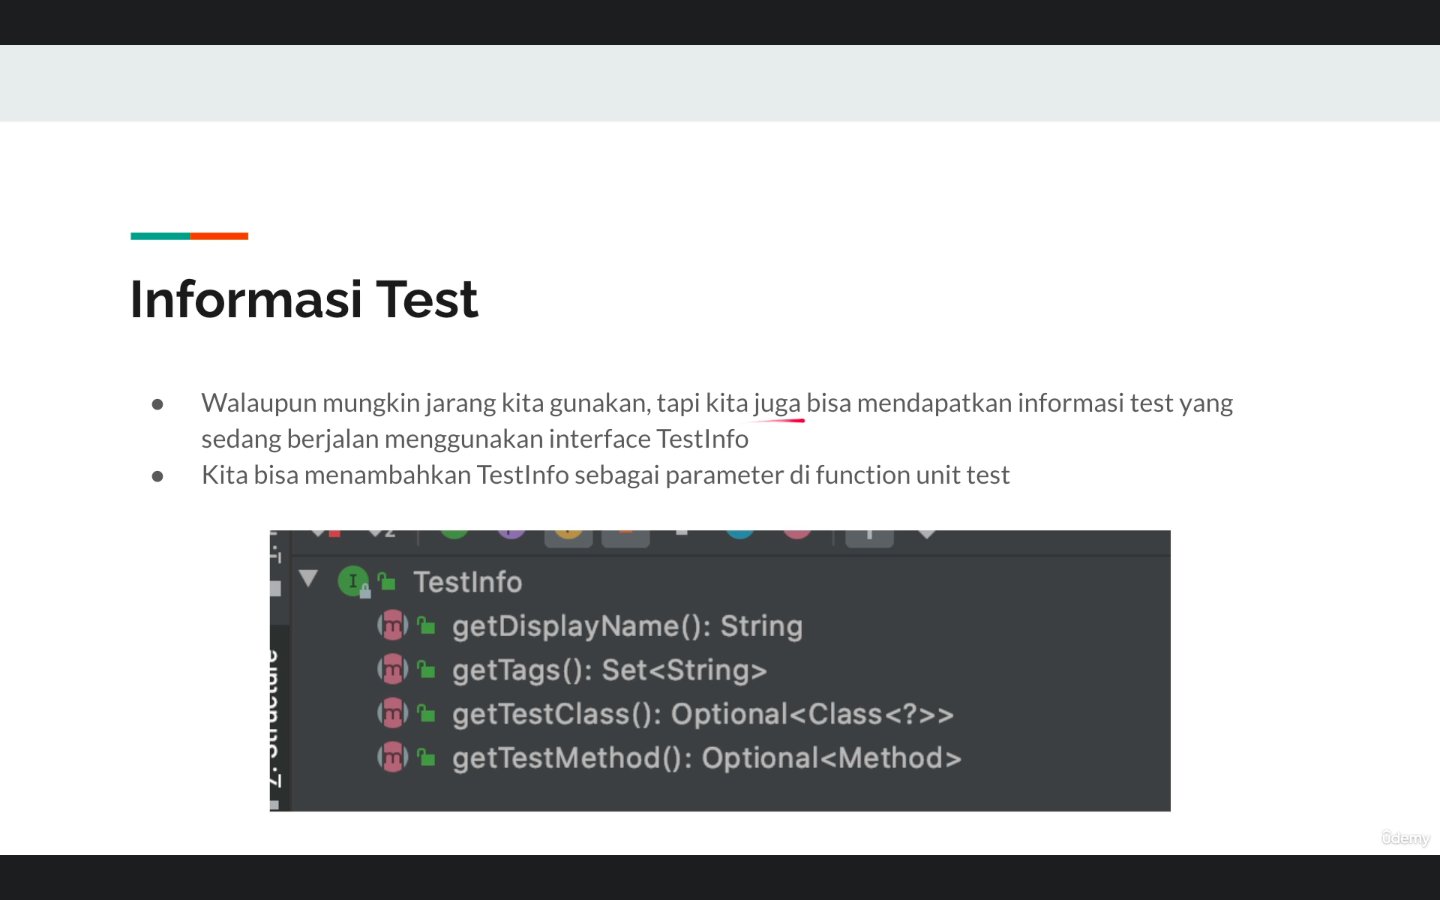 Informasi Test
● Walaupun mungkin jarang kita gunakan, tapi kita juga bisa mendapatkan informasi test yang
sedang berjalan menggunakan interface TestInfo
● Kita bisa menambahkan TestInfo sebagai parameter di function unit test
TestInfo
getDisplayName(): String
getTags(): Set<String>
getTestClass(): Optional<Class<?>>
getTestMethod(): Optional<Method>
Z: Structure
ûdemy